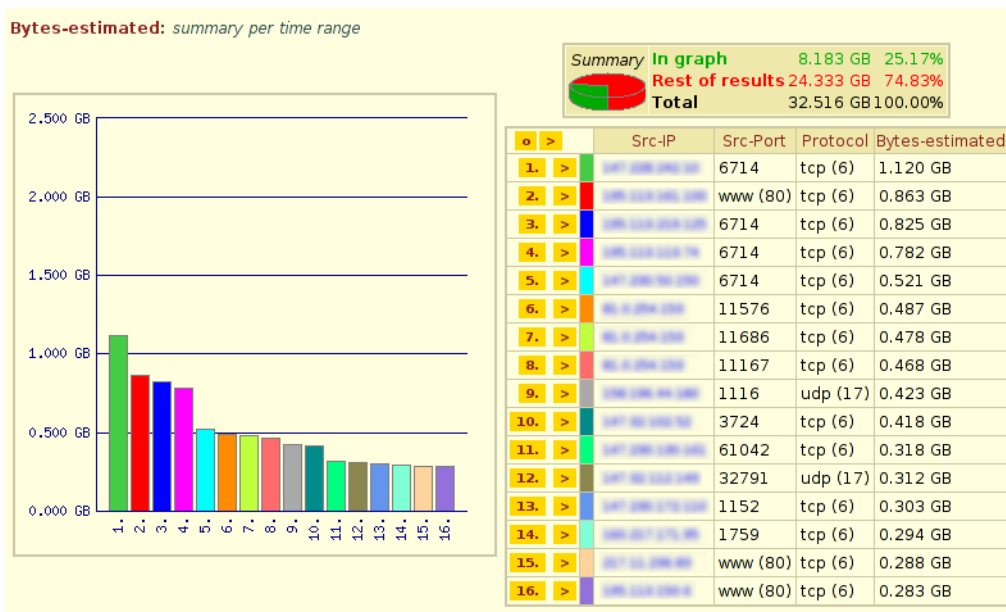 Bytes-estimated: summary per time range
Summary In graph 8.183 GB 25.17%
Rest of results 24.333 GB 74.83%
Total 32.516 GB 100.00%
2.500 GB
2.000 GB
1.500 GB
1.000 GB
0.500 GB
0.000 GB
1. 2. 3. 4. 5. 6. 7. 8. 9. 10. 11. 12. 13. 14. 15. 16.
o > Src-IP Src-Port Protocol Bytes-estimated
1. > 6714 tcp (6) 1.120 GB
2. > www (80) tcp (6) 0.863 GB
3. > 6714 tcp (6) 0.825 GB
4. > 6714 tcp (6) 0.782 GB
5. > 6714 tcp (6) 0.521 GB
6. > 11576 tcp (6) 0.487 GB
7. > 11686 tcp (6) 0.478 GB
8. > 11167 tcp (6) 0.468 GB
9. > 1116 udp (17) 0.423 GB
10. > 3724 tcp (6) 0.418 GB
11. > 61042 tcp (6) 0.318 GB
12. > 32791 udp (17) 0.312 GB
13. > 1152 tcp (6) 0.303 GB
14. > 1759 tcp (6) 0.294 GB
15. > www (80) tcp (6) 0.288 GB
16. > www (80) tcp (6) 0.283 GB